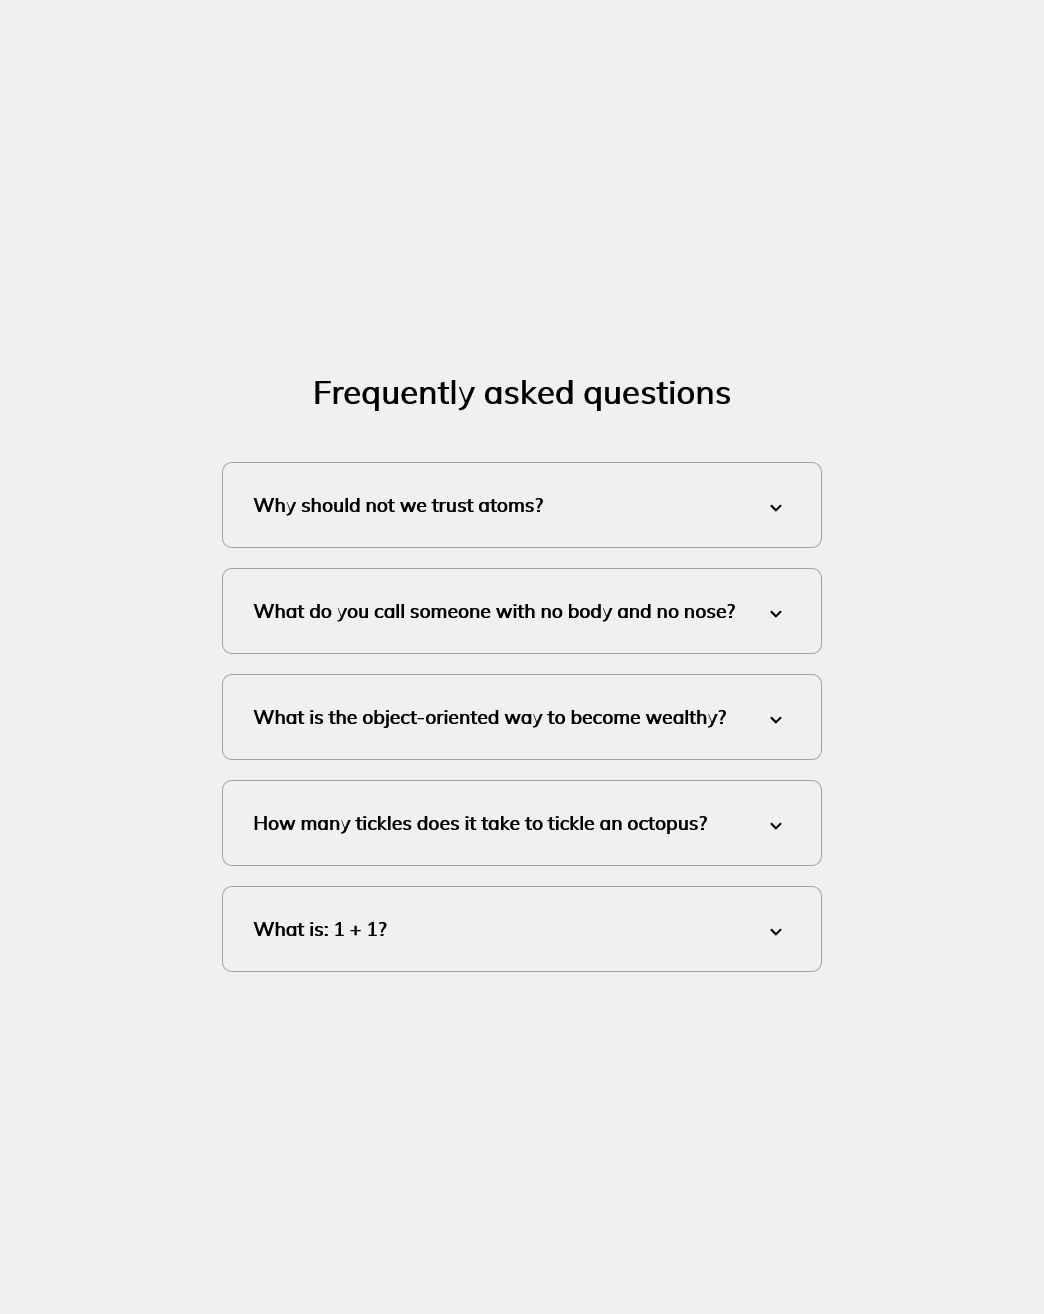 Frequently asked questions
Why should not we trust atoms?
What do you call someone with no body and no nose?
What is the object-oriented way to become wealthy?
How many tickles does it take to tickle an octopus?
What is: 1 + 1?